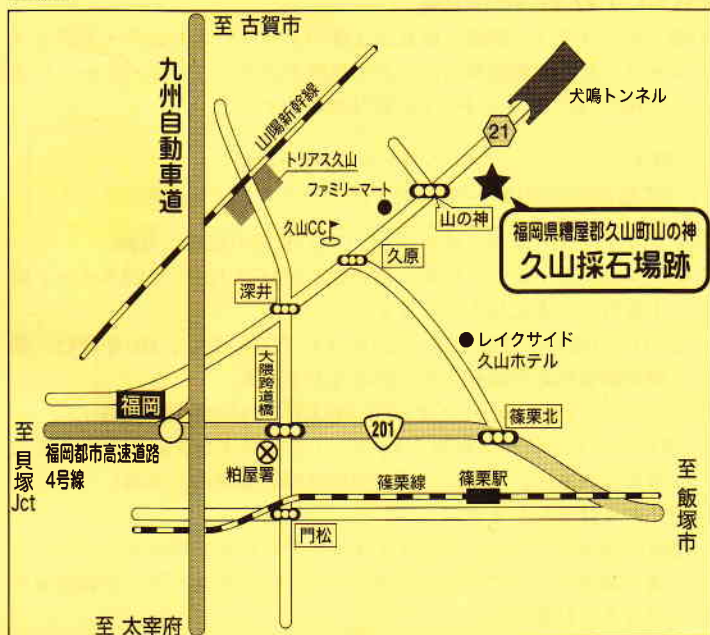 至 古賀市
九州自動車道
山陽新幹線
トリアス久山
ファミリーマート
久山CC
犬鳴トンネル
21
山の神
福岡県糟屋郡久山町山の神
久山採石場跡
久原
深井
レイクサイド
久山ホテル
大隈跨道橋
福岡
201
篠栗北
至 貝塚Jct
福岡都市高速道路
4号線
粕屋署
篠栗線
篠栗駅
至 飯塚市
門松
至 太宰府